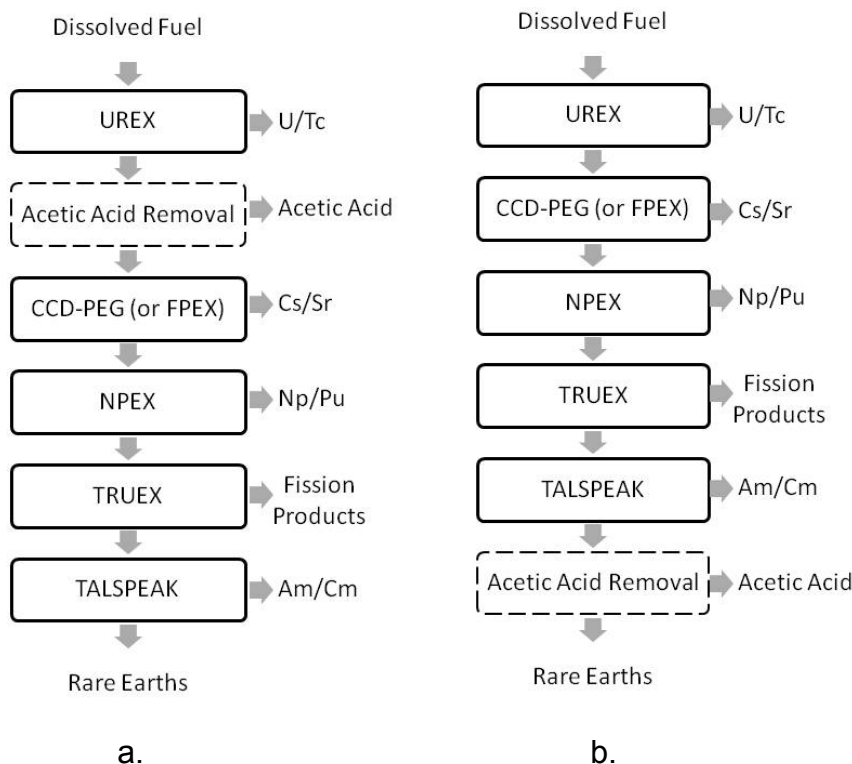 Dissolved Fuel
UREX
U/Tc
Acetic Acid Removal
Acetic Acid
CCD-PEG (or FPEX)
Cs/Sr
NPEX
Np/Pu
TRUEX
Fission
Products
TALSPEAK
Am/Cm
Rare Earths
a.
Dissolved Fuel
UREX
U/Tc
CCD-PEG (or FPEX)
Cs/Sr
NPEX
Np/Pu
TRUEX
Fission
Products
TALSPEAK
Am/Cm
Acetic Acid Removal
Acetic Acid
Rare Earths
b.